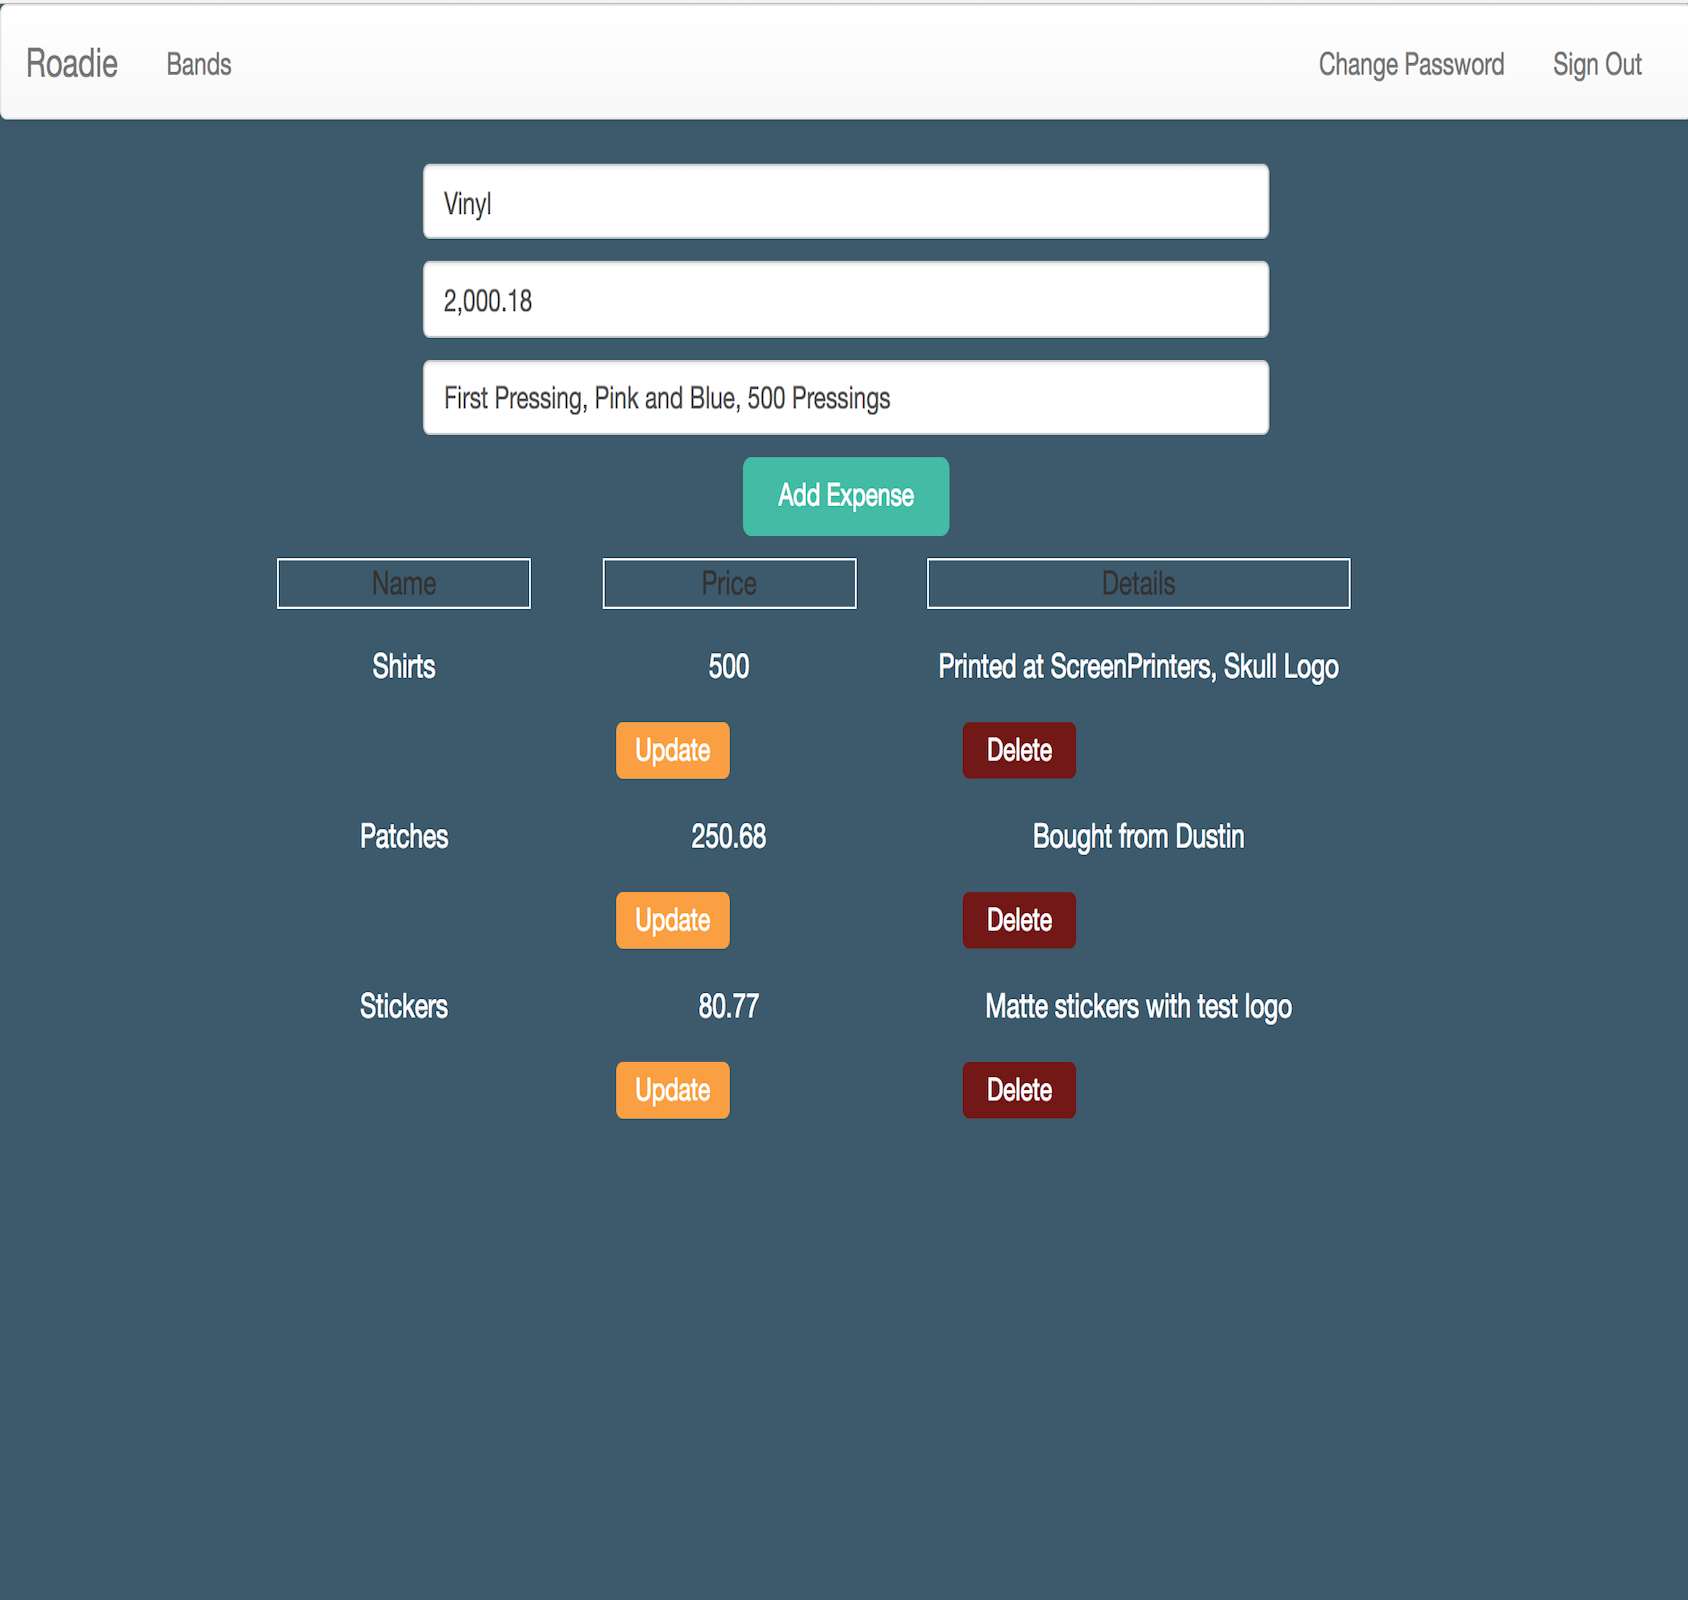 Roadie Bands Change Password Sign Out
Vinyl
2,000.18
First Pressing, Pink and Blue, 500 Pressings
Add Expense
Name Price Details
Shirts 500 Printed at ScreenPrinters, Skull Logo
Update Delete
Patches 250.68 Bought from Dustin
Update Delete
Stickers 80.77 Matte stickers with test logo
Update Delete